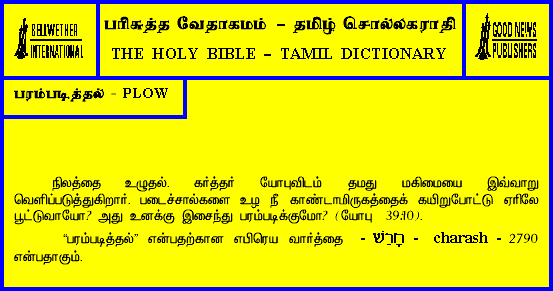 BELLWETHER
INTERNATIONAL
பரிசுத்த வேதாகமம் – தமிழ் சொல்லகராதி
THE HOLY BIBLE – TAMIL DICTIONARY
GOOD NEWS
PUBLISHERS
பரம்படித்தல் - PLOW
நிலத்தை உழுதல். கர்த்தர் யோபுவிடம் தமது மகிமையை இவ்வாறு
வெளிப்படுத்துகிறார். படைச்சால்களை உழ நீ காண்டாமிருகத்தைக் கயிறுபோட்டு ஏரிலே
பூட்டுவாயோ? அது உனக்கு இசைந்து பரம்படிக்குமோ? (யோபு 39:10).
“பரம்படித்தல்” என்பதற்கான எபிரெய வார்த்தை - חָרַשׁ - charash - 2790
என்பதாகும்.